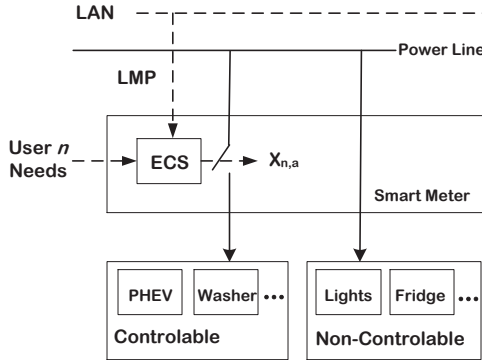 LAN
Power Line
LMP
User n
Needs
ECS
Xn,a
Smart Meter
PHEV
Washer
...
Lights
Fridge
...
Controlable
Non-Controlable